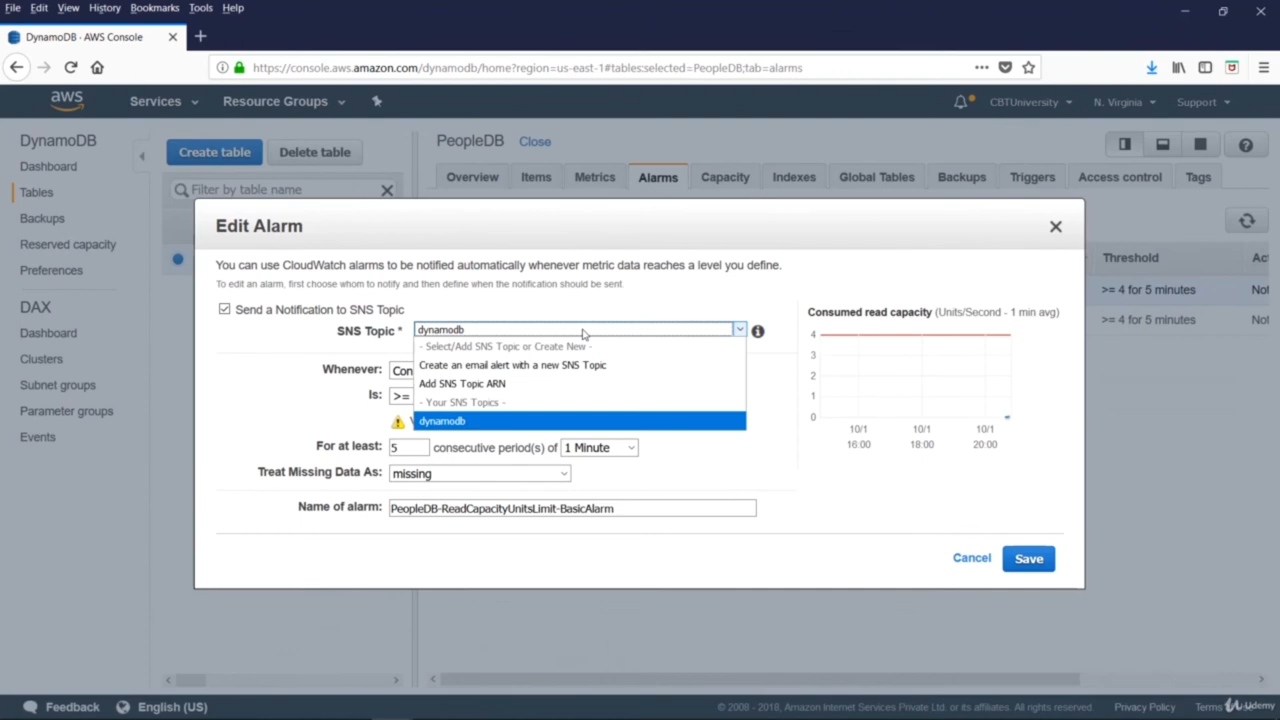 File Edit View History Bookmarks Tools Help
DynamoDB · AWS Console
https://console.aws.amazon.com/dynamodb/home?region=us-east-1#tables:selected=PeopleDB;tab=alarms
aws Services Resource Groups CBTUniversity N. Virginia Support
DynamoDB
Dashboard
Tables
Backups
Reserved capacity
Preferences
DAX
Dashboard
Clusters
Subnet groups
Parameter groups
Events
Create table Delete table
Filter by table name
PeopleDB Close
Overview Items Metrics Alarms Capacity Indexes Global Tables Backups Triggers Access control Tags
Threshold
>= 4 for 5 minutes
>= 4 for 5 minutes
Edit Alarm
You can use CloudWatch alarms to be notified automatically whenever metric data reaches a level you define.
To edit an alarm, first choose whom to notify and then define when the notification should be sent.
Send a Notification to SNS Topic
SNS Topic * dynamodb
- Select/Add SNS Topic or Create New -
Create an email alert with a new SNS Topic
Add SNS Topic ARN
- Your SNS Topics -
dynamodb
Whenever: Con
Is: >=
For at least: 5 consecutive period(s) of 1 Minute
Treat Missing Data As: missing
Name of alarm: PeopleDB-ReadCapacityUnitsLimit-BasicAlarm
Consumed read capacity (Units/Second - 1 min avg)
4
3
2
1
0
10/1 10/1 10/1
16:00 18:00 20:00
Cancel Save
Feedback English (US)
© 2008 - 2018, Amazon Internet Services Private Ltd. or its affiliates. All rights reserved. Privacy Policy Terms
Udemy